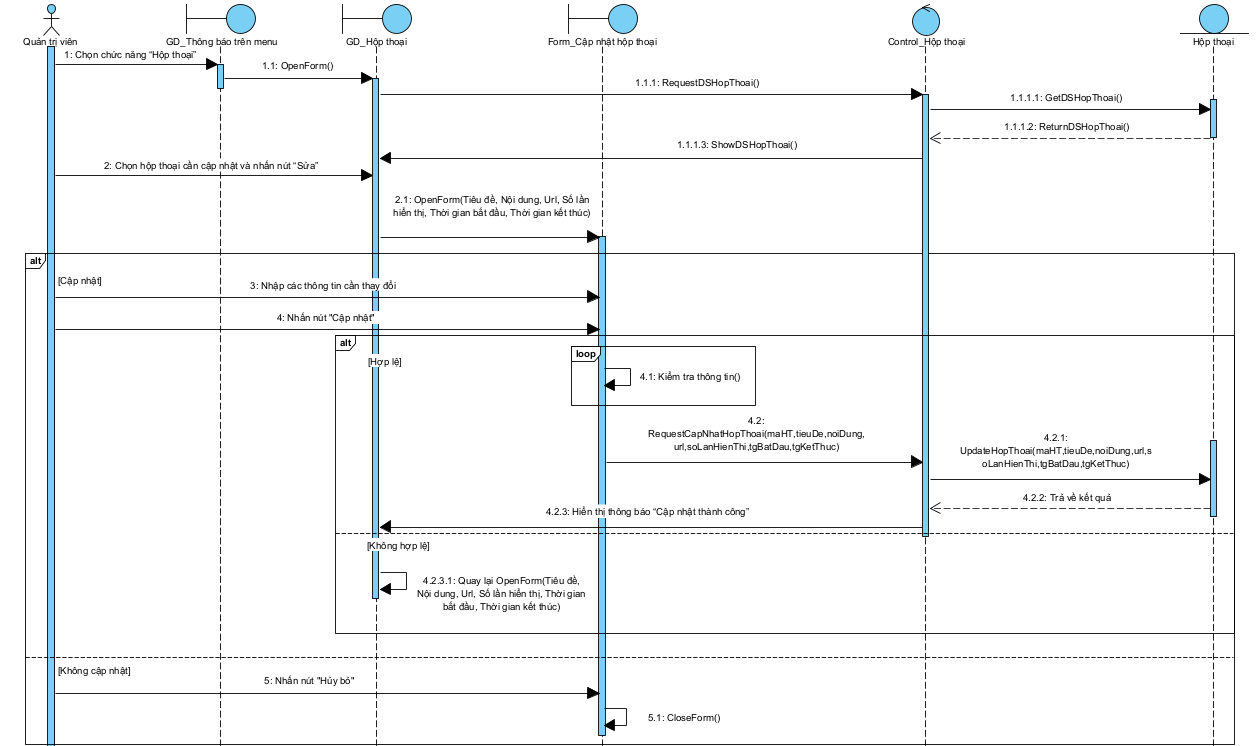 Quản trị viên
GD_Thông báo trên menu
GD_Hộp thoại
Form_Cập nhật hộp thoại
Control_Hộp thoại
Hộp thoại
1: Chọn chức năng “Hộp thoại”
1.1: OpenForm()
1.1.1: RequestDSHopThoai()
1.1.1.1: GetDSHopThoai()
1.1.1.2: ReturnDSHopThoai()
1.1.1.3: ShowDSHopThoai()
2: Chọn hộp thoại cần cập nhật và nhấn nút “Sửa”
2.1: OpenForm(Tiêu đề, Nội dung, Url, Số lần
hiển thị, Thời gian bắt đầu, Thời gian kết thúc)
alt
[Cập nhật]
3: Nhập các thông tin cần thay đổi
4: Nhấn nút "Cập nhật"
alt
[Hợp lệ]
loop
4.1: Kiểm tra thông tin()
4.2:
RequestCapNhatHopThoai(maHT,tieuDe,noiDung,
url,soLanHienThi,tgBatDau,tgKetThuc)
4.2.1:
UpdateHopThoai(maHT,tieuDe,noiDung,url,s
oLanHienThi,tgBatDau,tgKetThuc)
4.2.2: Trả về kết quả
4.2.3: Hiển thị thông báo “Cập nhật thành công”
[Không hợp lệ]
4.2.3.1: Quay lại OpenForm(Tiêu đề,
Nội dung, Url, Số lần hiển thị, Thời gian
bắt đầu, Thời gian kết thúc)
[Không cập nhật]
5: Nhấn nút "Hủy bỏ"
5.1: CloseForm()